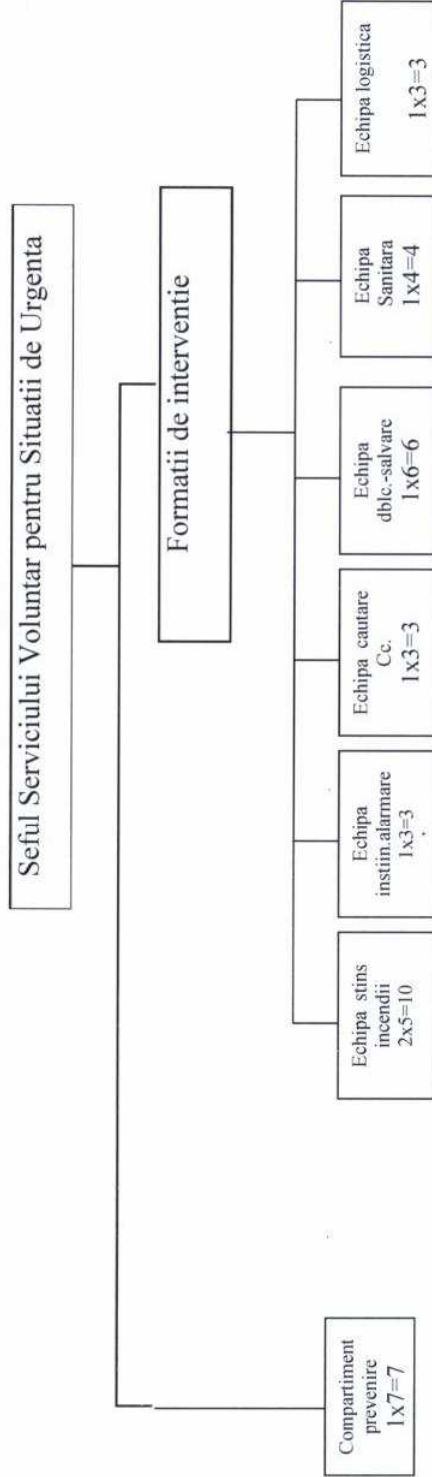 Seful Serviciului Voluntar pentru Situatii de Urgenta
Formatii de interventie
Compartiment
prevenire
1x7=7
Echipa stins
incendii
2x5=10
Echipa
instiin.alarmare
1x3=3
Echipa cautare
Cc.
1x3=3
Echipa
dblc.-salvare
1x6=6
Echipa
Sanitara
1x4=4
Echipa logistica
1x3=3